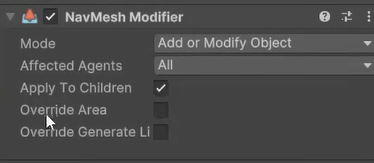 NavMesh Modifier
Mode Add or Modify Object
Affected Agents All
Apply To Children
Override Area
Override Generate Li